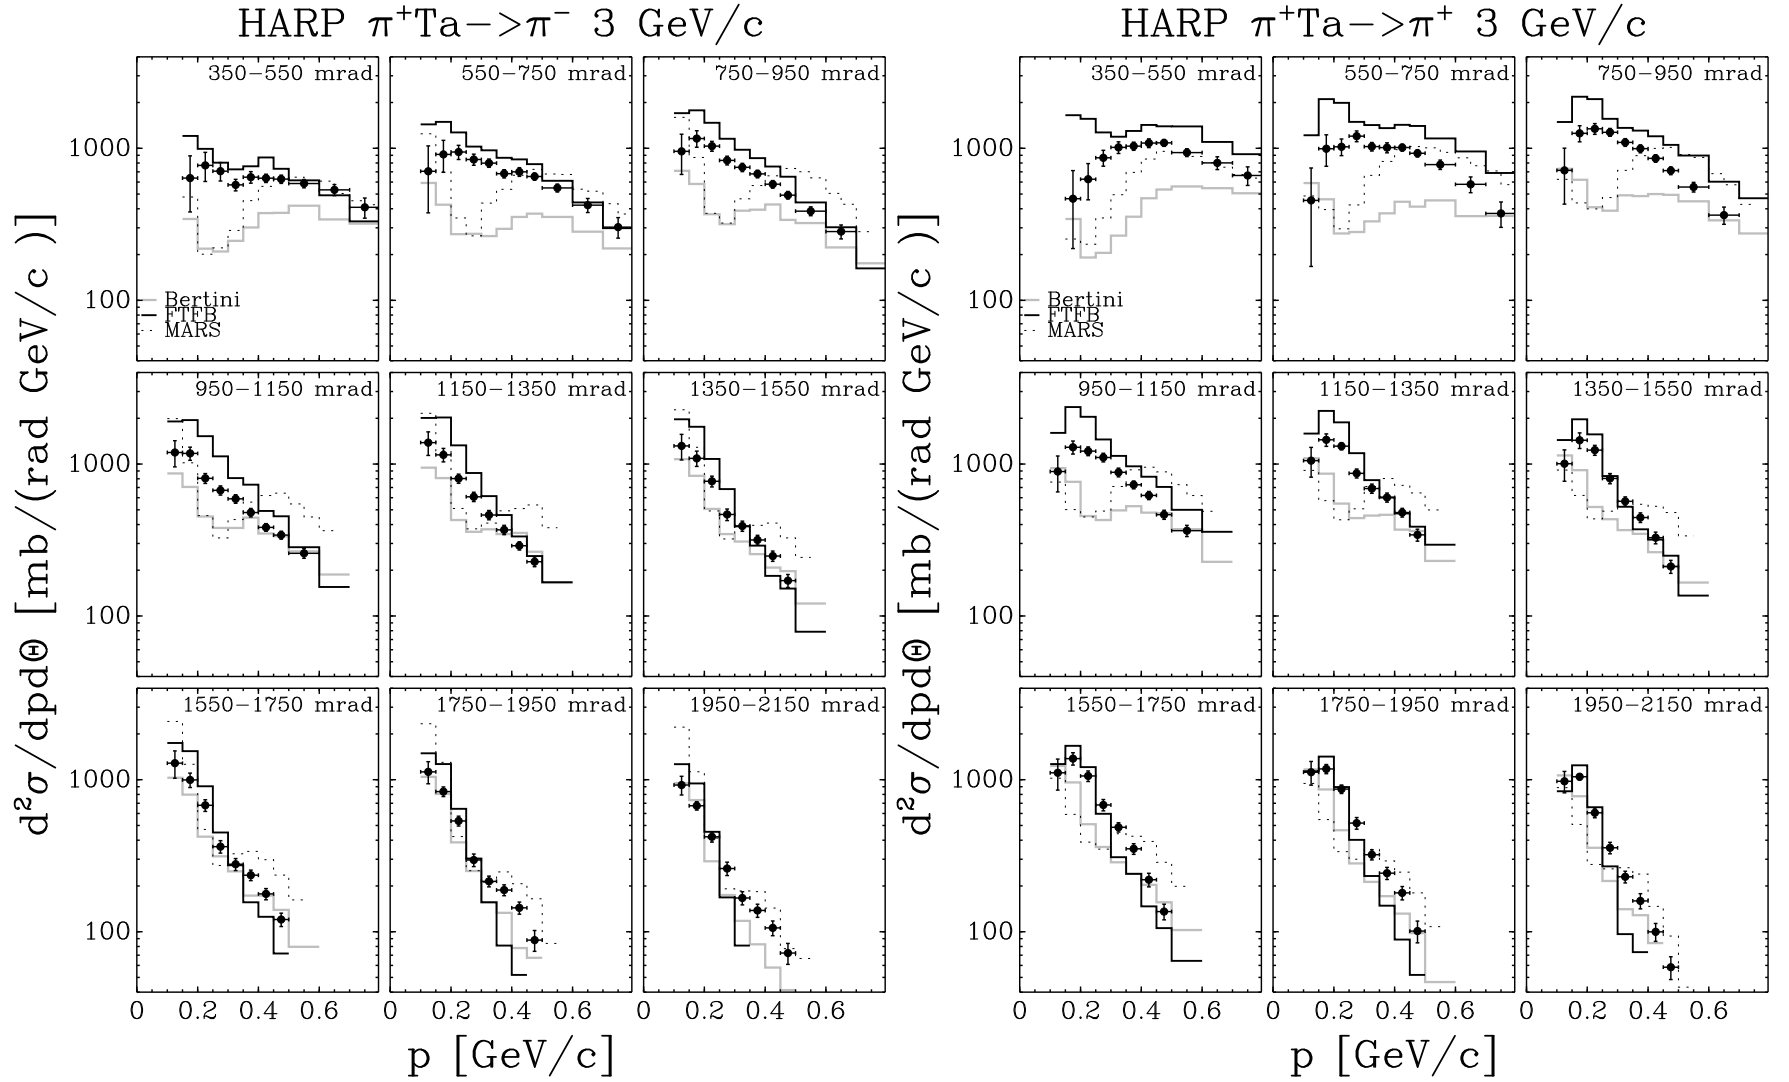 HARP π⁺Ta−>π⁻ 3 GeV/c
350−550 mrad
550−750 mrad
750−950 mrad
1000
100
Bertini
FTFB
MARS
950−1150 mrad
1150−1350 mrad
1350−1550 mrad
1000
100
1550−1750 mrad
1750−1950 mrad
1950−2150 mrad
1000
100
0 0.2 0.4 0.6 0 0.2 0.4 0.6 0 0.2 0.4 0.6
d²σ/dpdΘ [mb/(rad GeV/c )]
p [GeV/c]
HARP π⁺Ta−>π⁺ 3 GeV/c
350−550 mrad
550−750 mrad
750−950 mrad
1000
100
Bertini
FTFB
MARS
950−1150 mrad
1150−1350 mrad
1350−1550 mrad
1000
100
1550−1750 mrad
1750−1950 mrad
1950−2150 mrad
1000
100
0 0.2 0.4 0.6 0 0.2 0.4 0.6 0 0.2 0.4 0.6
d²σ/dpdΘ [mb/(rad GeV/c )]
p [GeV/c]